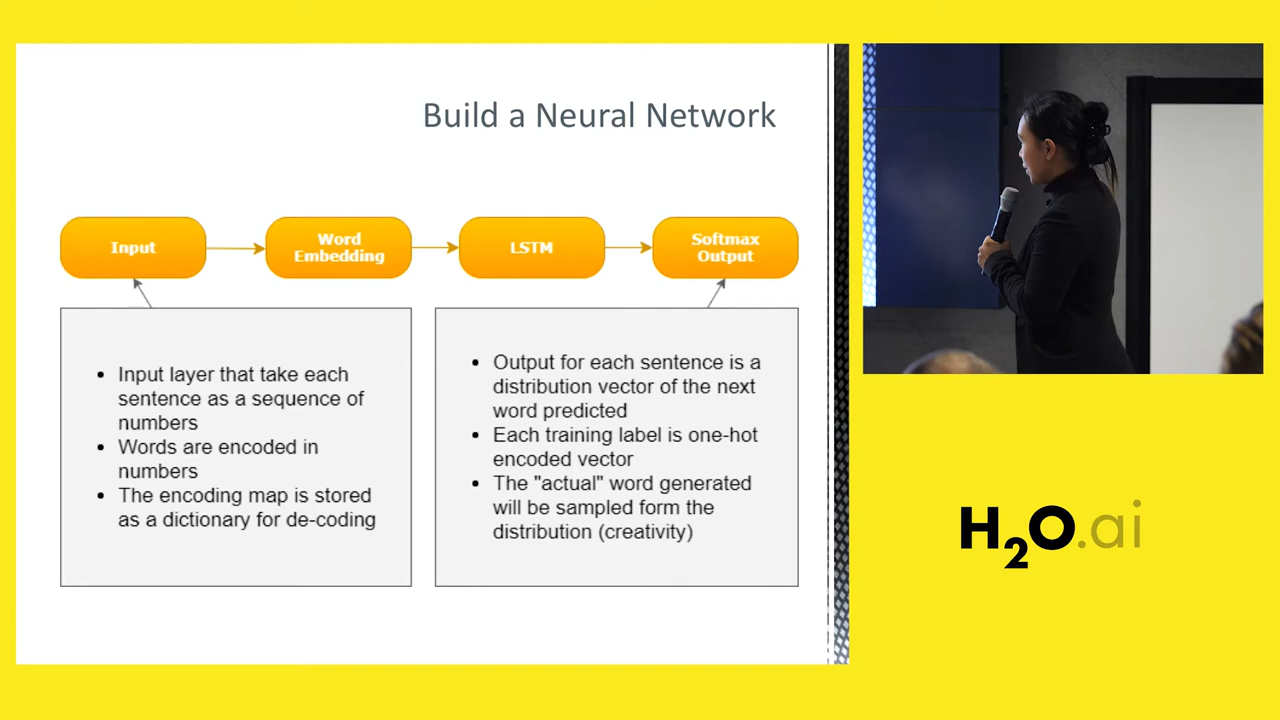 Build a Neural Network
Input
Word
Embedding
LSTM
Softmax
Output
• Input layer that take each
sentence as a sequence of
numbers
• Words are encoded in
numbers
• The encoding map is stored
as a dictionary for de-coding
• Output for each sentence is a
distribution vector of the next
word predicted
• Each training label is one-hot
encoded vector
• The "actual" word generated
will be sampled form the
distribution (creativity)
H2O.ai